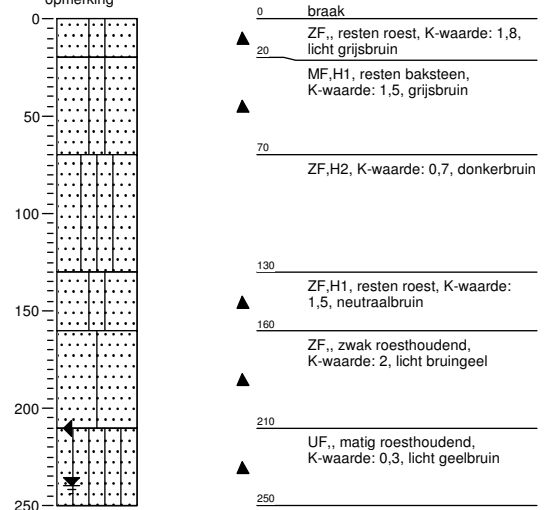 opmerking
0
50
100
150
200
250
0 braak
ZF,, resten roest, K-waarde: 1,8,
licht grijsbruin
20
MF,H1, resten baksteen,
K-waarde: 1,5, grijsbruin
70
ZF,H2, K-waarde: 0,7, donkerbruin
130
ZF,H1, resten roest, K-waarde:
1,5, neutraalbruin
160
ZF,, zwak roesthoudend,
K-waarde: 2, licht bruingeel
210
UF,, matig roesthoudend,
K-waarde: 0,3, licht geelbruin
250